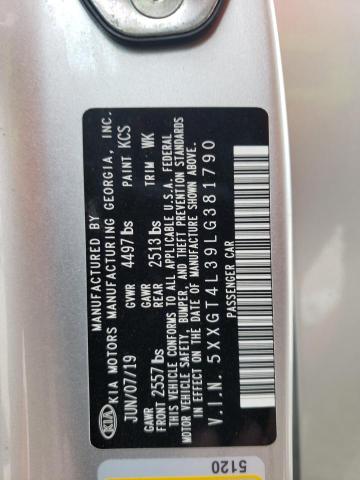 MANUFACTURED BY
KIA KIA MOTORS MANUFACTURING GEORGIA, INC.
JUN/07/19 GVWR 4497 lbs PAINT KCS
GAWR FRONT 2557 lbs GAWR REAR 2513 lbs TRIM WK
THIS VEHICLE CONFORMS TO ALL APPLICABLE U.S.A. FEDERAL
MOTOR VEHICLE SAFETY, BUMPER, AND THEFT PREVENTION STANDARDS
IN EFFECT ON THE DATE OF MANUFACTURE SHOWN ABOVE.
V.I.N. 5XXGT4L39LG381790
PASSENGER CAR
5120